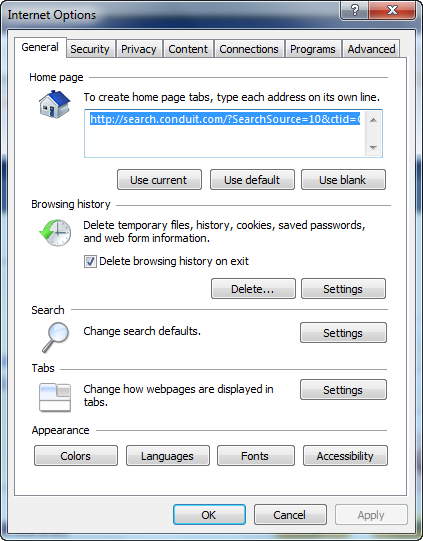 Internet Options
General Security Privacy Content Connections Programs Advanced
Home page
To create home page tabs, type each address on its own line.
http://search.conduit.com/?SearchSource=10&ctid=
Use current Use default Use blank
Browsing history
Delete temporary files, history, cookies, saved passwords,
and web form information.
Delete browsing history on exit
Delete... Settings
Search
Change search defaults. Settings
Tabs
Change how webpages are displayed in
tabs.
Settings
Appearance
Colors Languages Fonts Accessibility
OK Cancel Apply